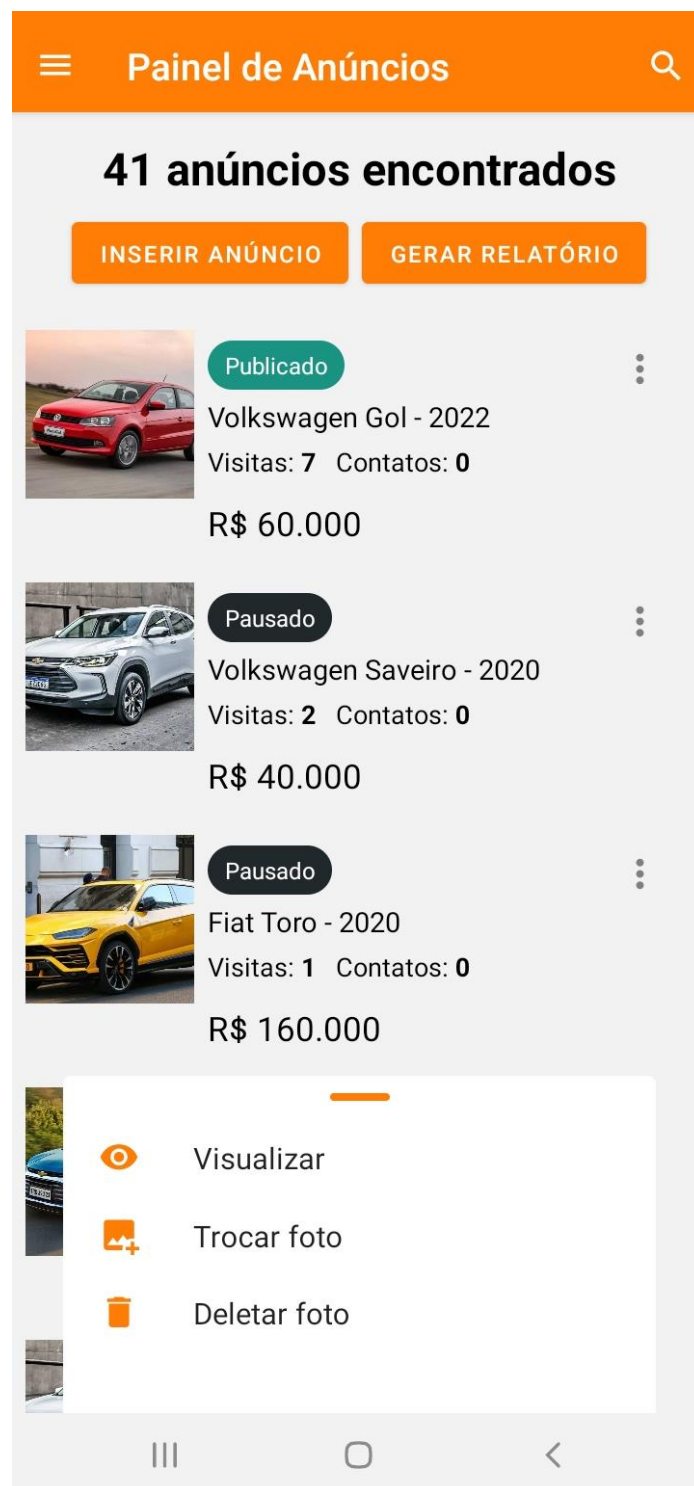 Painel de Anúncios
41 anúncios encontrados
INSERIR ANÚNCIO GERAR RELATÓRIO
Publicado
Volkswagen Gol - 2022
Visitas: 7 Contatos: 0
R$ 60.000
Pausado
Volkswagen Saveiro - 2020
Visitas: 2 Contatos: 0
R$ 40.000
Pausado
Fiat Toro - 2020
Visitas: 1 Contatos: 0
R$ 160.000
Visualizar
Trocar foto
Deletar foto